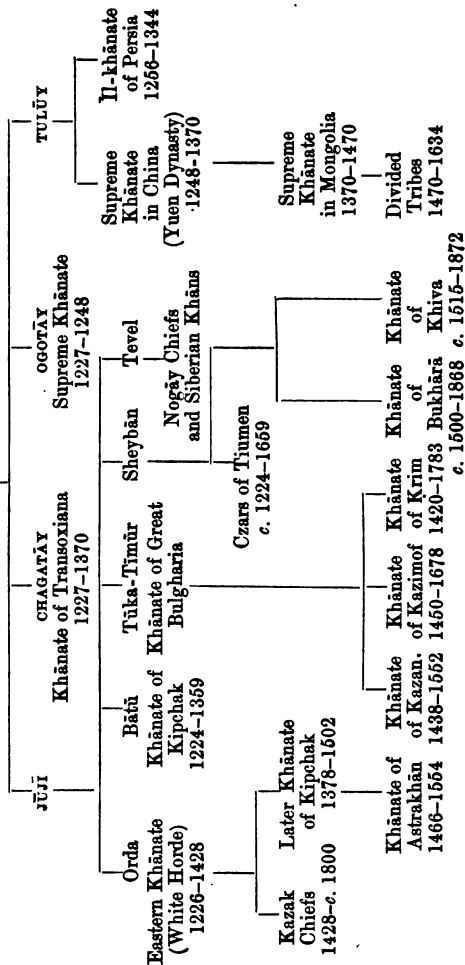 JŪJĪ
CHAGATĀY
Khānate of Transoxiana
1227–1370
OGOTĀY
Supreme Khānate
1227–1248
TULŪY
Orda
Eastern Khānate
(White Horde)
1226–1428
Bātū
Khānate of
Kipchak
1224–1359
Tūka-Tīmūr
Khānate of Great
Bulgharia
Sheybān
Tevel
Nogāy Chiefs
and Siberian Khāns
Supreme
Khānate
in China
(Yuen Dynasty)
1248-1370
Īl-khānate
of Persia
1256–1344
Czars of Tiumen
c. 1224–1659
Supreme
Khānate
in Mongolia
1370–1470
Kazak
Chiefs
1428–c. 1800
Later Khānate
of Kipchak
1378–1502
Divided
Tribes
1470–1634
Khānate of
Astrakhān
1466–1554
Khānate
of Kazan.
1438–1552
Khānate
of Kazimof
1450–1678
Khānate
of Ḳrim
1420–1783
Khānate
of
Bukhārā
c. 1500–1868
Khānate
of
Khiva
c. 1515–1872